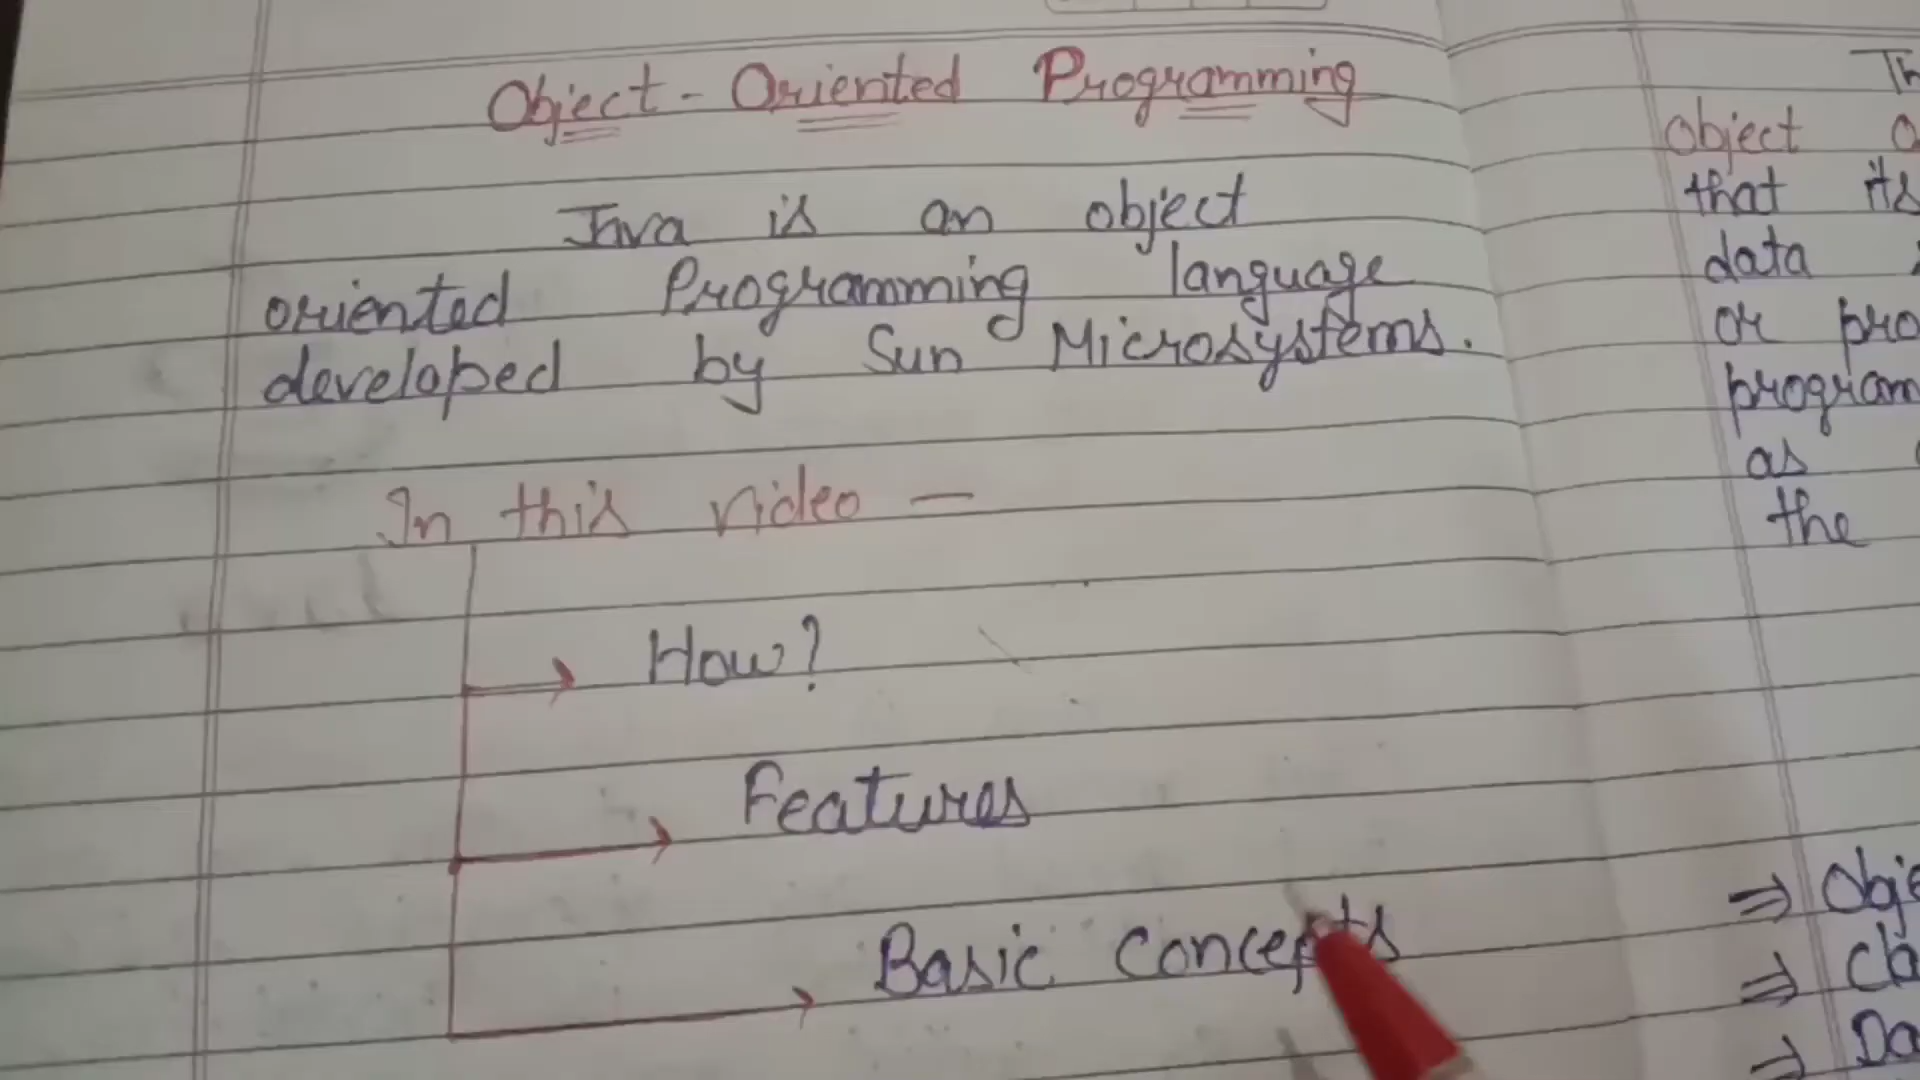 Object-Oriented Programming
Java is an object
oriented Programming language
developed by Sun Microsystems.
In this video —
How?
Features
Basic Concepts
object
that its
data
or
as
the